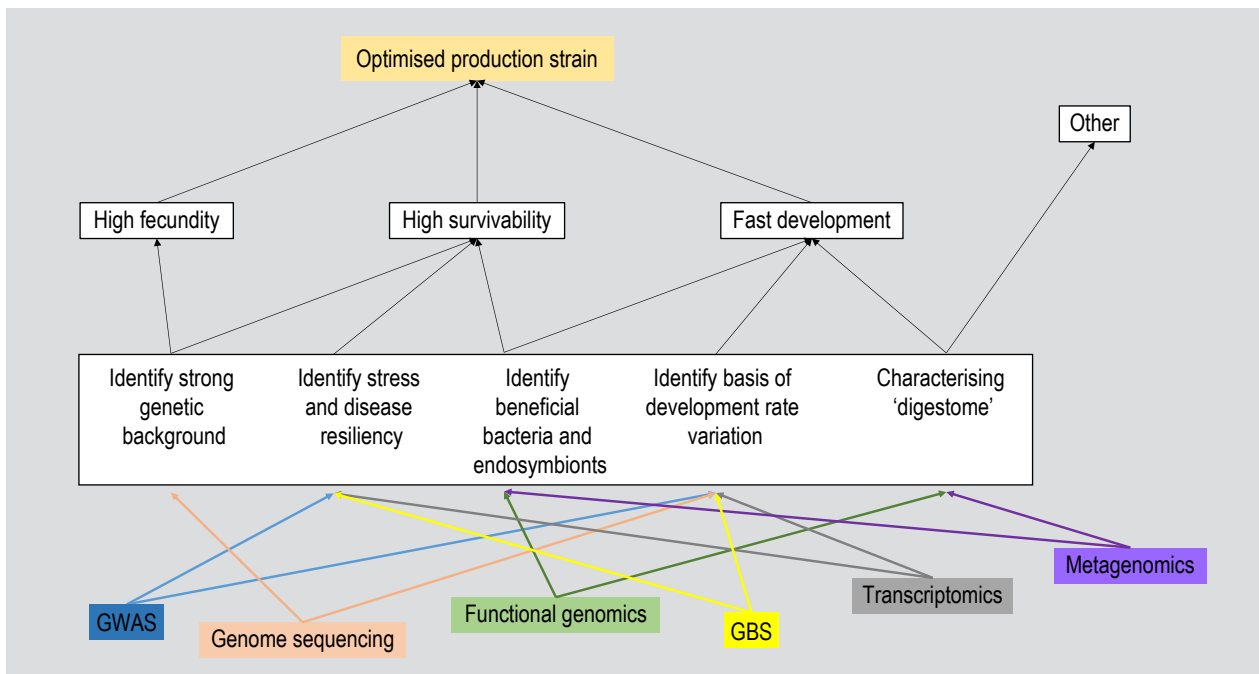 Optimised production strain
Other
High fecundity
High survivability
Fast development
Identify strong
genetic
background
Identify stress
and disease
resiliency
Identify
beneficial
bacteria and
endosymbionts
Identify basis of
development rate
variation
Characterising
‘digestome’
Metagenomics
Transcriptomics
Functional genomics
GWAS
GBS
Genome sequencing